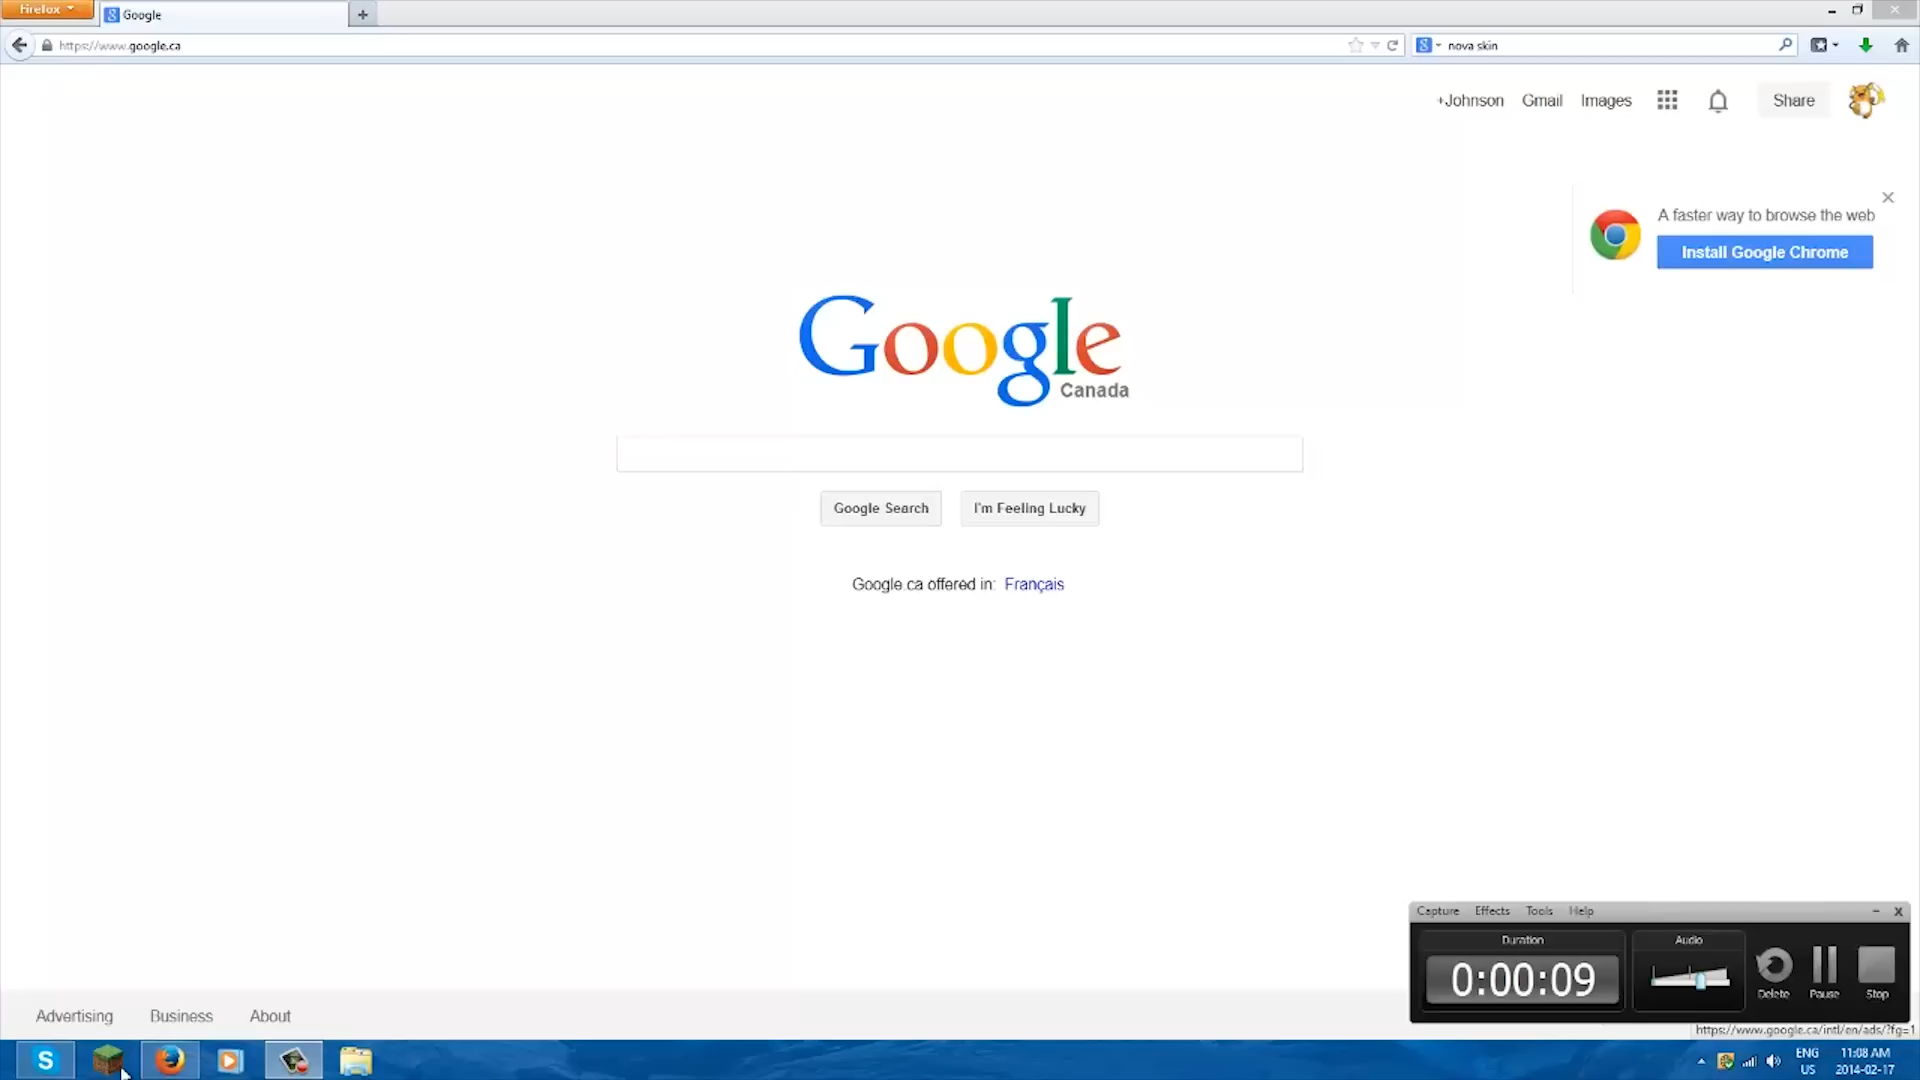 Firefox
Google
https://www.google.ca
nova skin
+Johnson Gmail Images Share
A faster way to browse the web
Install Google Chrome
Google
Canada
Google Search I'm Feeling Lucky
Google.ca offered in: Français
Capture Effects Tools Help
Duration Audio
0:00:09
Delete Pause Stop
Advertising Business About
https://www.google.ca/intl/en/ads/?fg=1
ENG 11:08 AM
US 2014-02-17